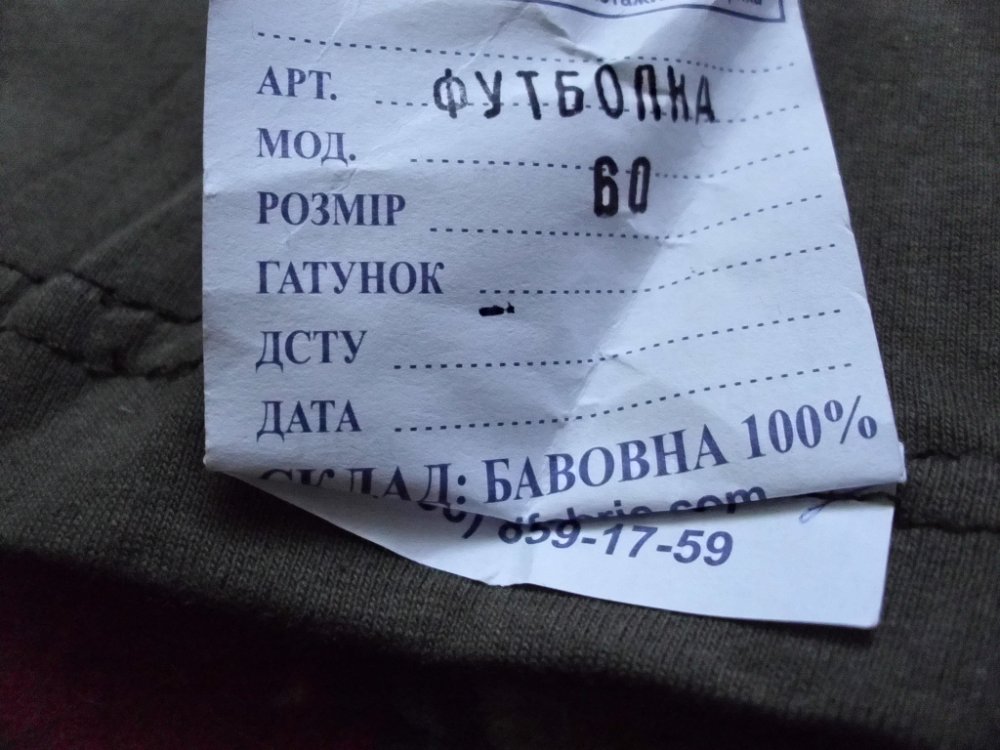 АРТ. ФУТБОЛКА
МОД.
РОЗМІР 60
ГАТУНОК
ДСТУ
ДАТА
СКЛАД: БАВОВНА 100%
859-17-59